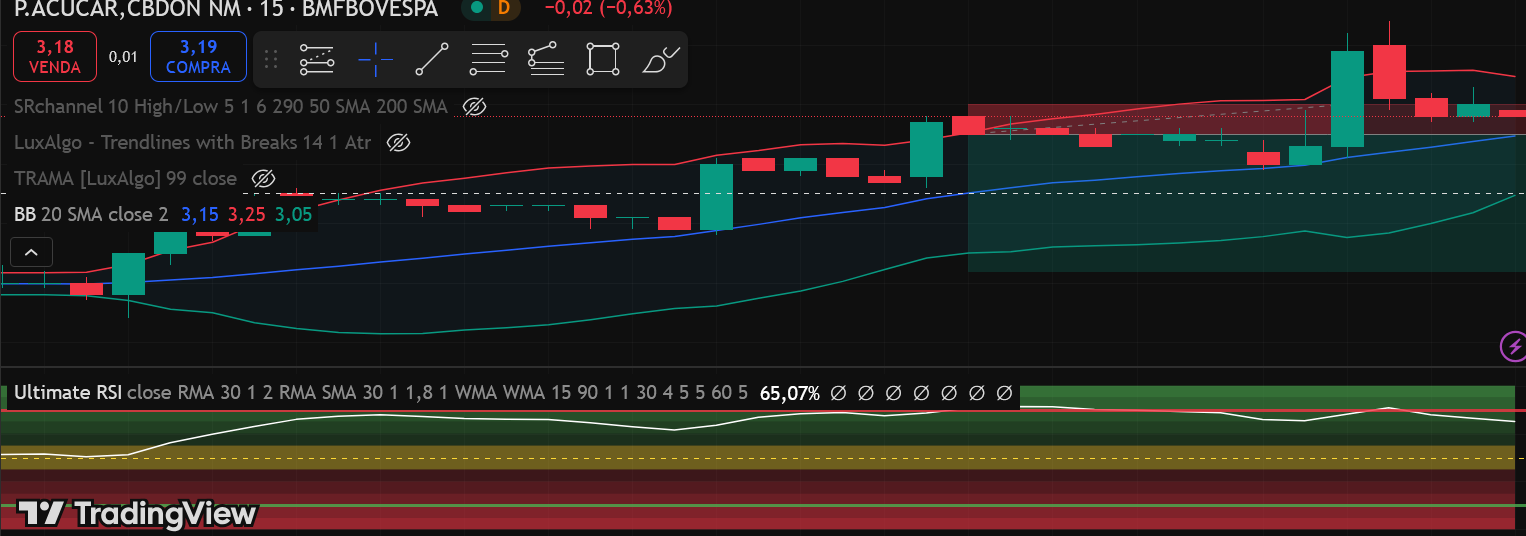 P.ACUCAR,CBDON NM · 15 · BMFBOVESPA D −0,02 (−0,63%)
3,18 VENDA 0,01 3,19 COMPRA
SRchannel 10 High/Low 5 1 6 290 50 SMA 200 SMA
LuxAlgo - Trendlines with Breaks 14 1 Atr
TRAMA [LuxAlgo] 99 close
BB 20 SMA close 2 3,15 3,25 3,05
Ultimate RSI close RMA 30 1 2 RMA SMA 30 1 1,8 1 WMA WMA 15 90 1 1 30 4 5 5 60 5 65,07% ∅ ∅ ∅ ∅ ∅ ∅ ∅
TradingView